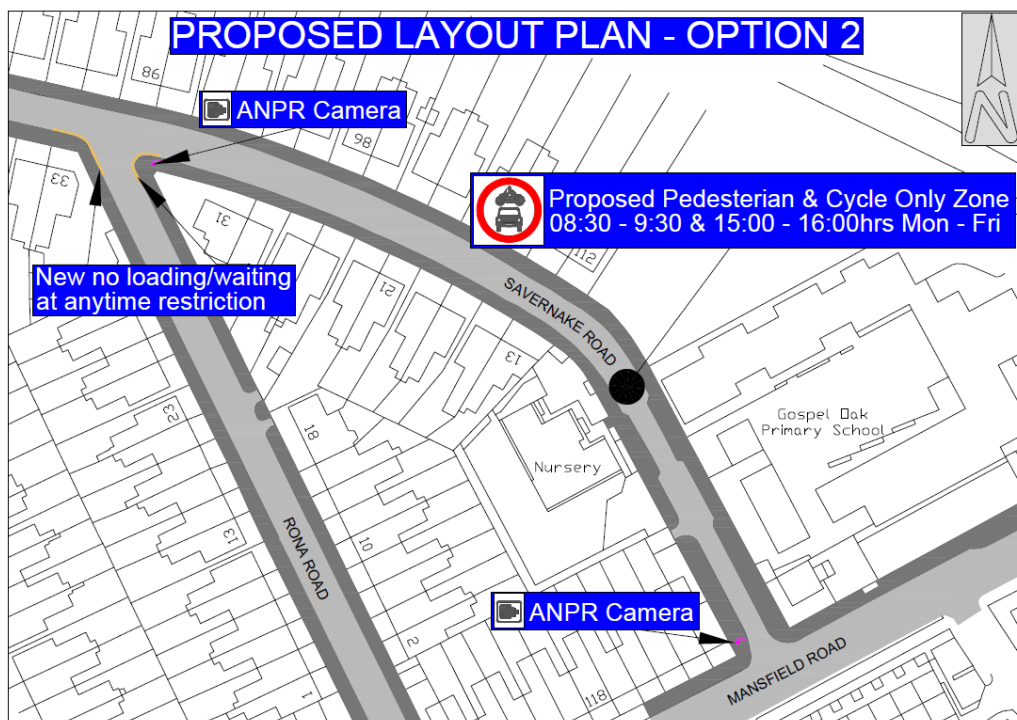 PROPOSED LAYOUT PLAN - OPTION 2
N
86
ANPR Camera
98
33
31
Proposed Pedesterian & Cycle Only Zone
08:30 - 9:30 & 15:00 - 16:00hrs Mon - Fri
112
New no loading/waiting
at anytime restriction
21
SAVERNAKE ROAD
13
23
18
Gospel Oak
Primary School
Nursery
RONA ROAD
13
10
ANPR Camera
2
MANSFIELD ROAD
1
118